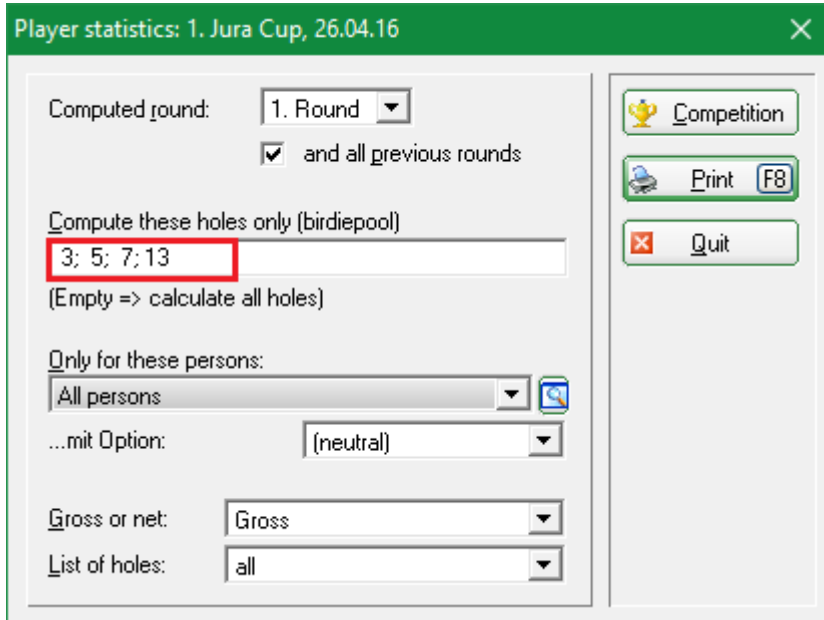 Player statistics: 1. Jura Cup, 26.04.16
Computed round: 1. Round
and all previous rounds
Compute these holes only (birdiepool)
3; 5; 7; 13
(Empty => calculate all holes)
Only for these persons:
All persons
...mit Option: (neutral)
Gross or net: Gross
List of holes: all
Competition
Print F8
Quit